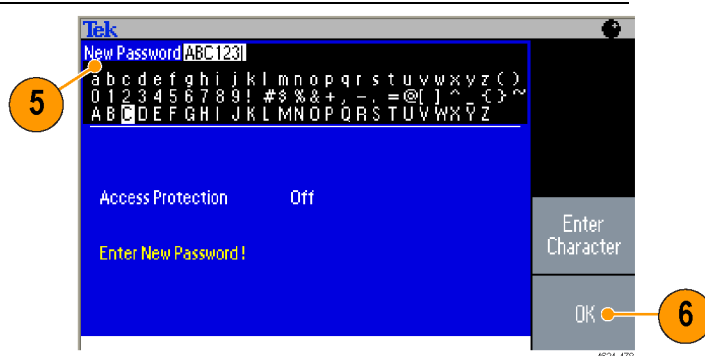 Tek
New Password ABC123
a b c d e f g h i j k l m n o p q r s t u v w x y z ( )
0 1 2 3 4 5 6 7 8 9 ! # $ % & + , - . = @ [ ] ^ _ { } ~
A B C D E F G H I J K L M N O P Q R S T U V W X Y Z
5
Access Protection Off
Enter New Password!
Enter
Character
OK
6